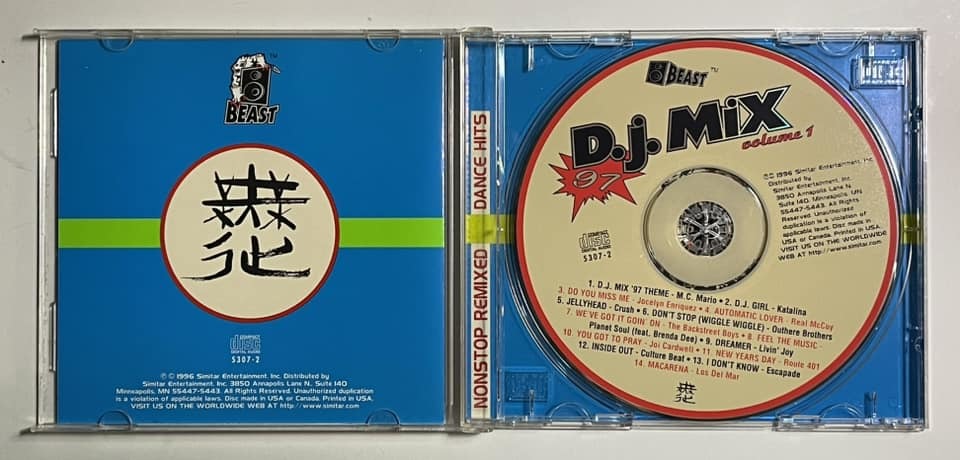 TM
BEAST
COMPACT
disc
DIGITAL AUDIO
5307-2
℗ © 1996 Simitar Entertainment, Inc. Distributed by
Simitar Entertainment, Inc. 3850 Annapolis Lane N., Suite 140
Minneapolis, MN 55447-5443. All Rights Reserved. Unauthorized duplication
is a violation of applicable laws. Disc made in USA or Canada. Printed in USA.
VISIT US ON THE WORLDWIDE WEB AT http://www.simitar.com
NONSTOP REMIXED DANCE HITS
BEAST TM
D.j. MiX
volume 1
97
℗© 1996 Simitar Entertainment, Inc.
Distributed by
Simitar Entertainment, Inc.
3850 Annapolis Lane N.
Suite 140, Minneapolis, MN
55447-5443. All Rights
Reserved. Unauthorized
duplication is a violation of
applicable laws. Disc made in
USA or Canada. Printed in USA.
VISIT US ON THE WORLDWIDE
WEB AT http://www.simitar.com
COMPACT
disc
DIGITAL AUDIO
5307-2
1. D.J. MIX '97 THEME - M.C. Mario • 2. D.J. GIRL - Katalina
3. DO YOU MISS ME - Jocelyn Enriquez • 4. AUTOMATIC LOVER - Real McCoy
5. JELLYHEAD - Crush • 6. DON'T STOP (WIGGLE WIGGLE) - Outhere Brothers
7. WE'VE GOT IT GOIN' ON - The Backstreet Boys • 8. FEEL THE MUSIC -
Planet Soul (feat. Brenda Dee) • 9. DREAMER - Livin' Joy
10. YOU GOT TO PRAY - Joi Cardwell • 11. NEW YEARS DAY - Route 401
12. INSIDE OUT - Culture Beat • 13. I DON'T KNOW - Escapade
14. MACARENA - Los Del Mar